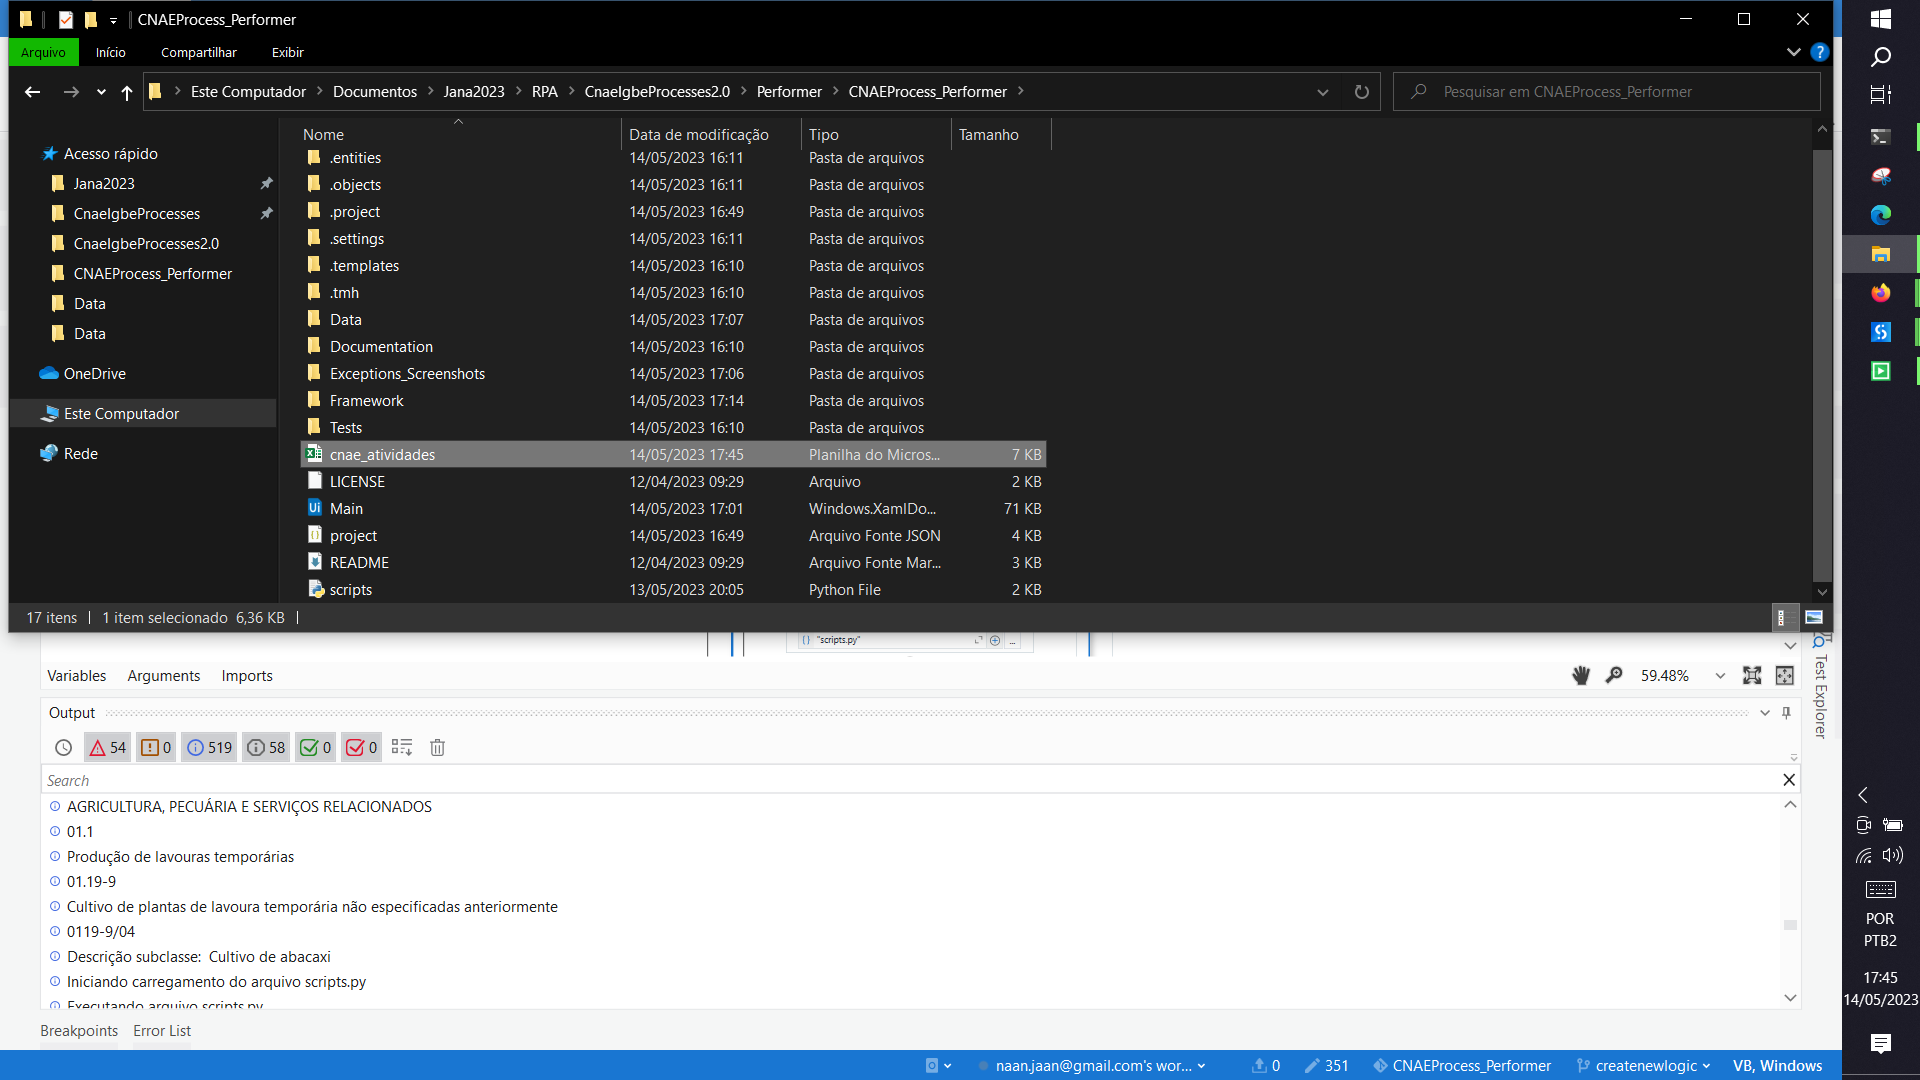 CNAEProcess_Performer
Arquivo Início Compartilhar Exibir
Este Computador Documentos Jana2023 RPA CnaeIgbeProcesses2.0 Performer CNAEProcess_Performer
Pesquisar em CNAEProcess_Performer
Acesso rápido
Jana2023
CnaeIgbeProcesses
CnaeIgbeProcesses2.0
CNAEProcess_Performer
Data
Data
OneDrive
Este Computador
Rede
Nome Data de modificação Tipo Tamanho
.entities 14/05/2023 16:11 Pasta de arquivos
.objects 14/05/2023 16:11 Pasta de arquivos
.project 14/05/2023 16:49 Pasta de arquivos
.settings 14/05/2023 16:11 Pasta de arquivos
.templates 14/05/2023 16:10 Pasta de arquivos
.tmh 14/05/2023 16:10 Pasta de arquivos
Data 14/05/2023 17:07 Pasta de arquivos
Documentation 14/05/2023 16:10 Pasta de arquivos
Exceptions_Screenshots 14/05/2023 17:06 Pasta de arquivos
Framework 14/05/2023 17:14 Pasta de arquivos
Tests 14/05/2023 16:10 Pasta de arquivos
cnae_atividades 14/05/2023 17:45 Planilha do Micros... 7 KB
LICENSE 12/04/2023 09:29 Arquivo 2 KB
Main 14/05/2023 17:01 Windows.XamlDo... 71 KB
project 14/05/2023 16:49 Arquivo Fonte JSON 4 KB
README 12/04/2023 09:29 Arquivo Fonte Mar... 3 KB
scripts 13/05/2023 20:05 Python File 2 KB
17 itens 1 item selecionado 6,36 KB
"scripts.py"
Variables Arguments Imports
59.48%
Test Explorer
Output
54 0 519 58 0 0
Search
AGRICULTURA, PECUÁRIA E SERVIÇOS RELACIONADOS
01.1
Produção de lavouras temporárias
01.19-9
Cultivo de plantas de lavoura temporária não especificadas anteriormente
0119-9/04
Descrição subclasse: Cultivo de abacaxi
Iniciando carregamento do arquivo scripts.py
Executando arquivo scripts.py
Breakpoints Error List
naan.jaan@gmail.com's wor... 0 351 CNAEProcess_Performer createnewlogic VB, Windows
POR
PTB2
17:45
14/05/2023